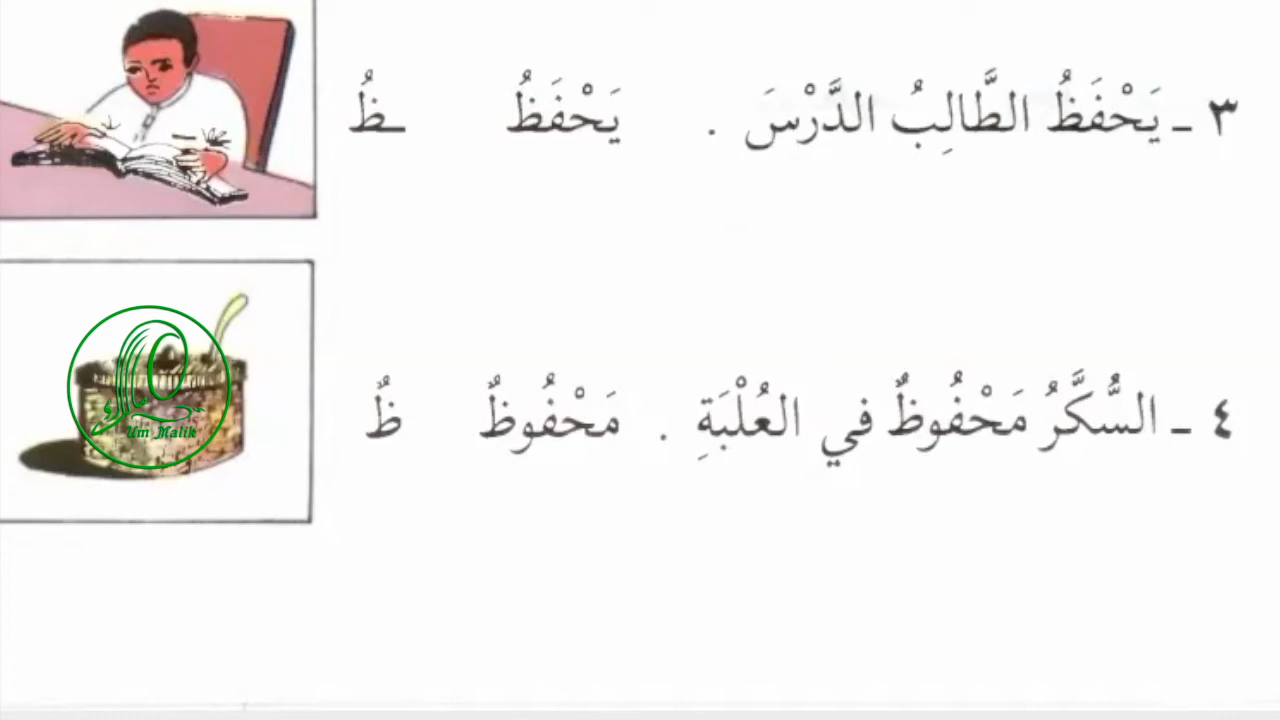 ٣ ـ يَحْفَظُ الطَّالِبُ الدَّرْسَ . يَحْفَظُ ـظُ
٤ ـ السُّكَّرُ مَحْفُوظٌ في العُلْبَةِ . مَحْفُوظٌ ظٌ
Um Malik